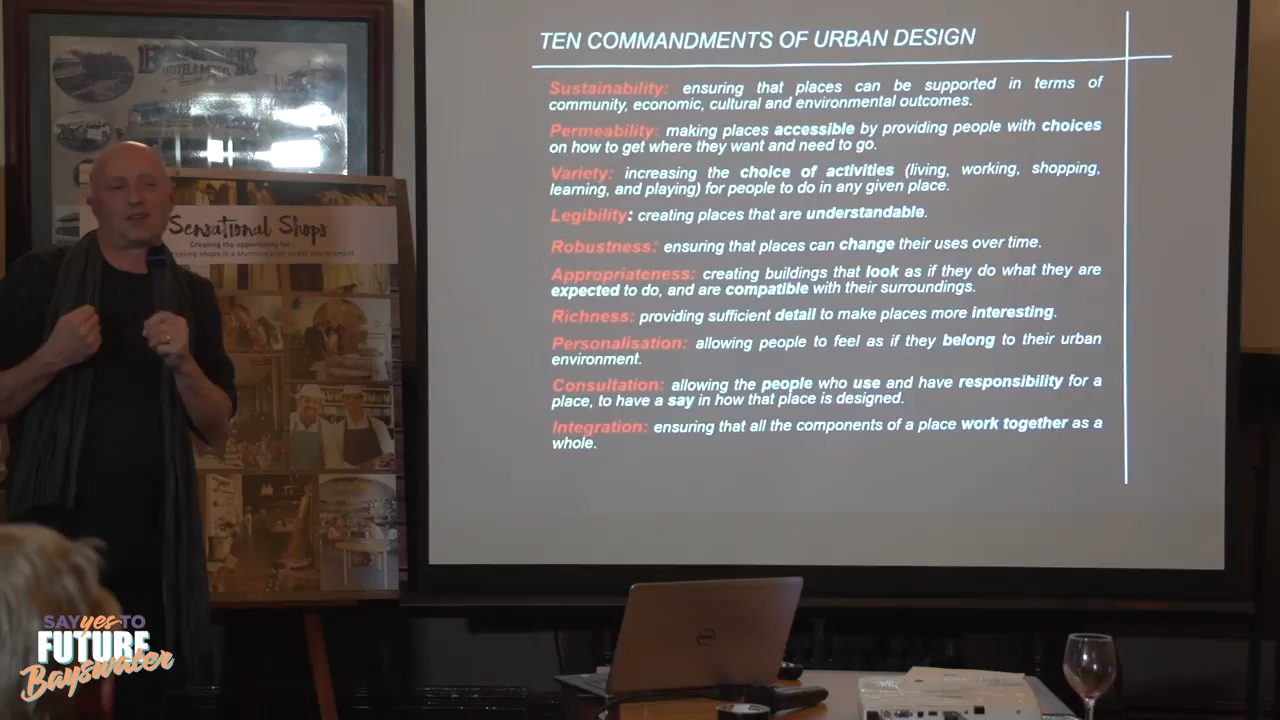 TEN COMMANDMENTS OF URBAN DESIGN
Sustainability: ensuring that places can be supported in terms of
community, economic, cultural and environmental outcomes.
Permeability: making places accessible by providing people with choices
on how to get where they want and need to go.
Variety: increasing the choice of activities (living, working, shopping,
learning, and playing) for people to do in any given place.
Legibility: creating places that are understandable.
Robustness: ensuring that places can change their uses over time.
Appropriateness: creating buildings that look as if they do what they are
expected to do, and are compatible with their surroundings.
Richness: providing sufficient detail to make places more interesting.
Personalisation: allowing people to feel as if they belong to their urban
environment.
Consultation: allowing the people who use and have responsibility for a
place, to have a say in how that place is designed.
Integration: ensuring that all the components of a place work together as a
whole.
Sensational Shops
Creating the opportunity for...
shops in a stunning high street environment
DELL
SAY yes TO
FUTURE
Bayswater